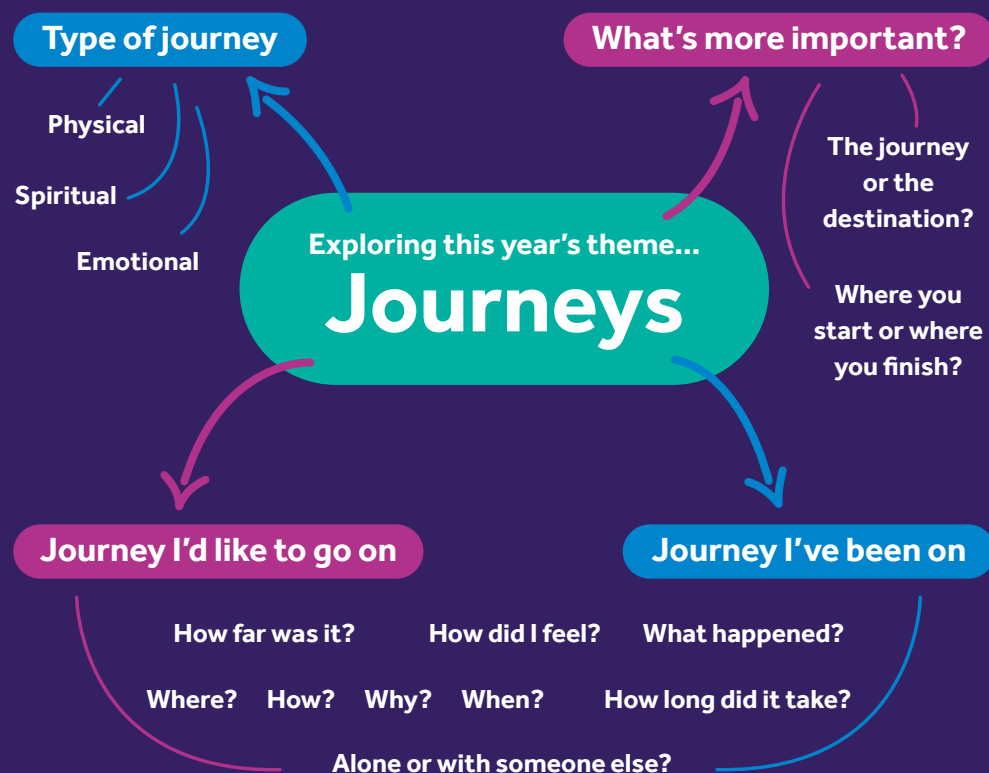 Type of journey
Physical
Spiritual
Emotional
What’s more important?
The journey
or the
destination?
Where you
start or where
you finish?
Exploring this year’s theme...
Journeys
Journey I’d like to go on
Journey I’ve been on
How far was it?
How did I feel?
What happened?
Where?
How?
Why?
When?
How long did it take?
Alone or with someone else?